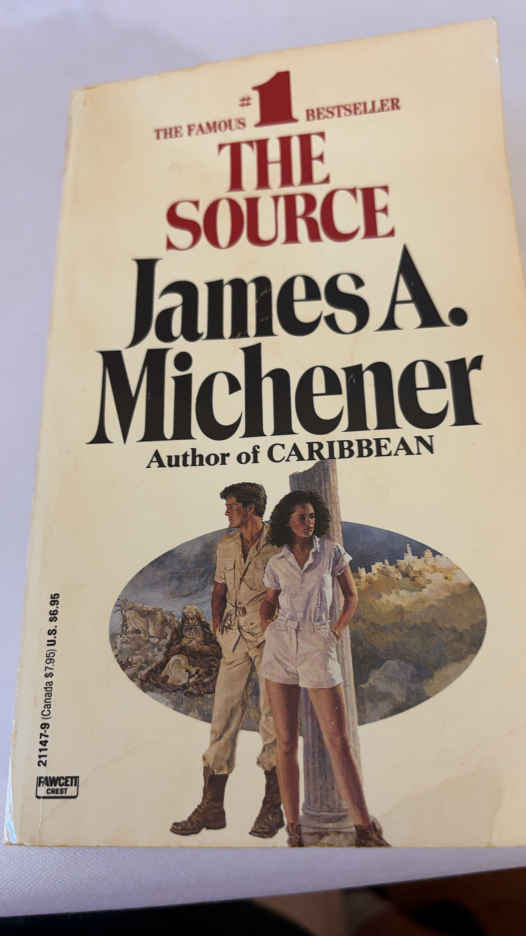 THE FAMOUS #1 BESTSELLER
THE
SOURCE
James A.
Michener
Author of CARIBBEAN
21147-9 (Canada $7.95) U.S. $6.95
FAWCETT
CREST